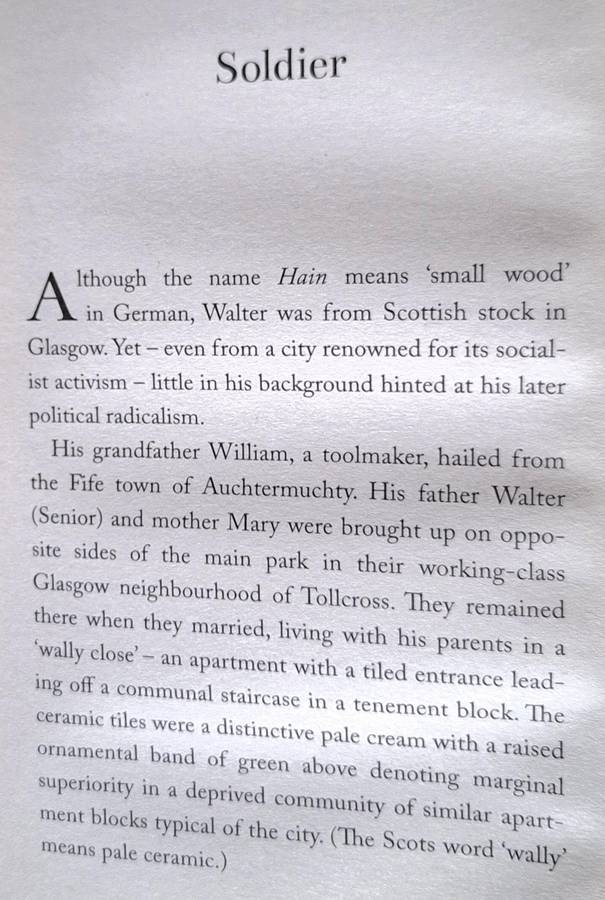 Soldier
Although the name Hain means ‘small wood’
in German, Walter was from Scottish stock in
Glasgow. Yet – even from a city renowned for its social-
ist activism – little in his background hinted at his later
political radicalism.
His grandfather William, a toolmaker, hailed from
the Fife town of Auchtermuchty. His father Walter
(Senior) and mother Mary were brought up on oppo-
site sides of the main park in their working-class
Glasgow neighbourhood of Tollcross. They remained
there when they married, living with his parents in a
‘wally close’ – an apartment with a tiled entrance lead-
ing off a communal staircase in a tenement block. The
ceramic tiles were a distinctive pale cream with a raised
ornamental band of green above denoting marginal
superiority in a deprived community of similar apart-
ment blocks typical of the city. (The Scots word ‘wally’
means pale ceramic.)